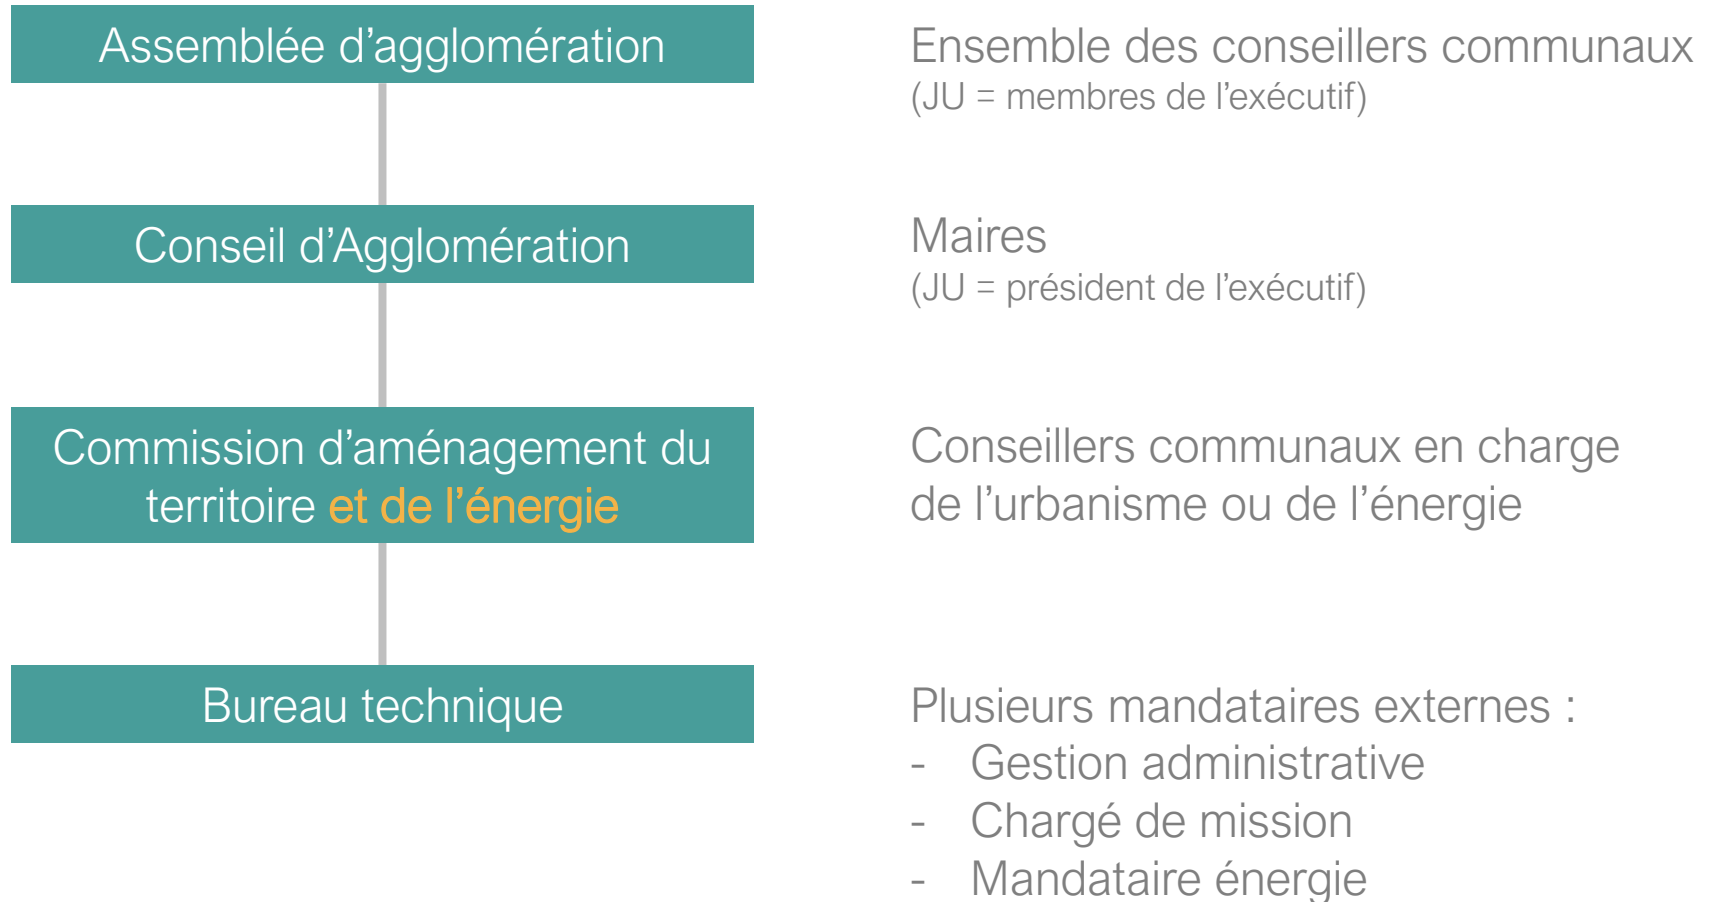 Assemblée d’agglomération
Ensemble des conseillers communaux
(JU = membres de l’exécutif)
Conseil d’Agglomération
Maires
(JU = président de l’exécutif)
Commission d’aménagement du
territoire et de l’énergie
Conseillers communaux en charge
de l’urbanisme ou de l’énergie
Bureau technique
Plusieurs mandataires externes :
- Gestion administrative
- Chargé de mission
- Mandataire énergie